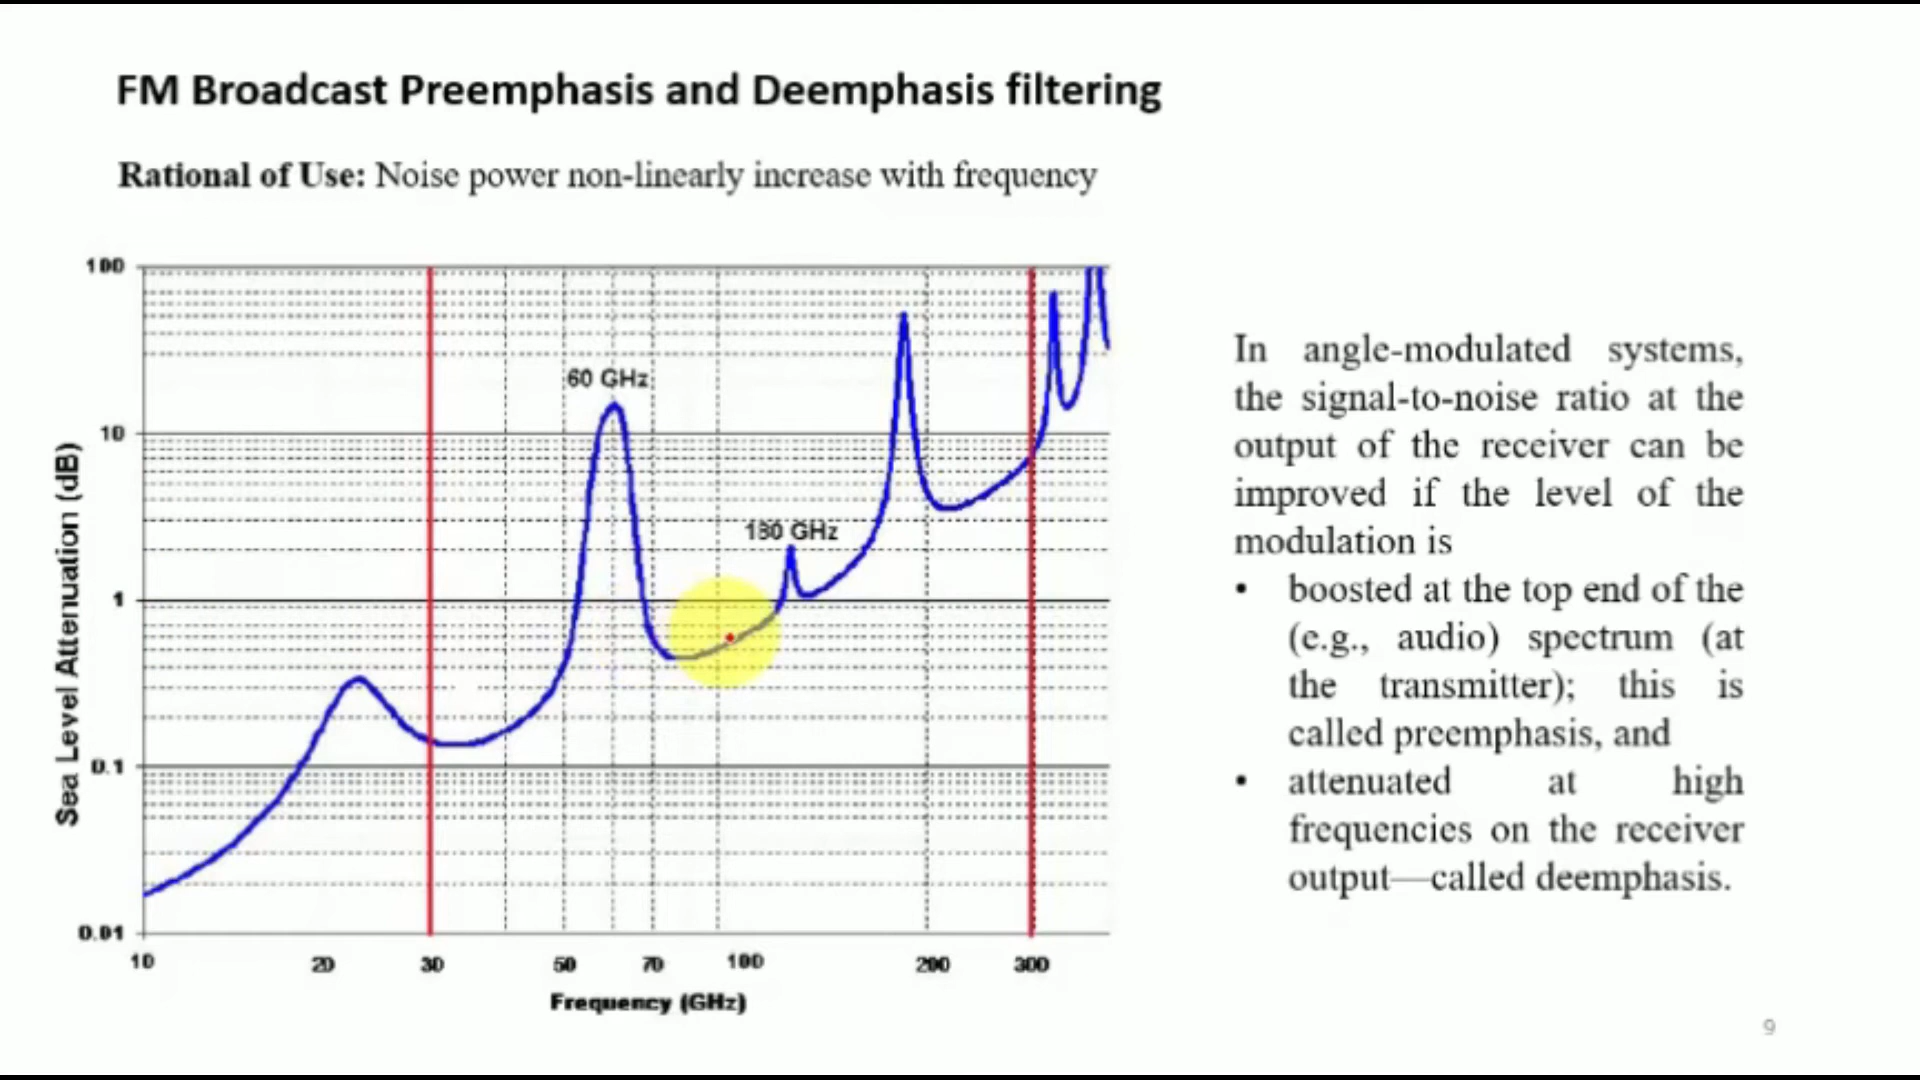 FM Broadcast Preemphasis and Deemphasis filtering
Rational of Use: Noise power non-linearly increase with frequency
100
10
1
0.1
0.01
Sea Level Attenuation (dB)
60 GHz
180 GHz
10 20 30 50 70 100 200 300
Frequency (GHz)
In angle-modulated systems,
the signal-to-noise ratio at the
output of the receiver can be
improved if the level of the
modulation is
• boosted at the top end of the
(e.g., audio) spectrum (at
the transmitter); this is
called preemphasis, and
• attenuated at high
frequencies on the receiver
output—called deemphasis.
9